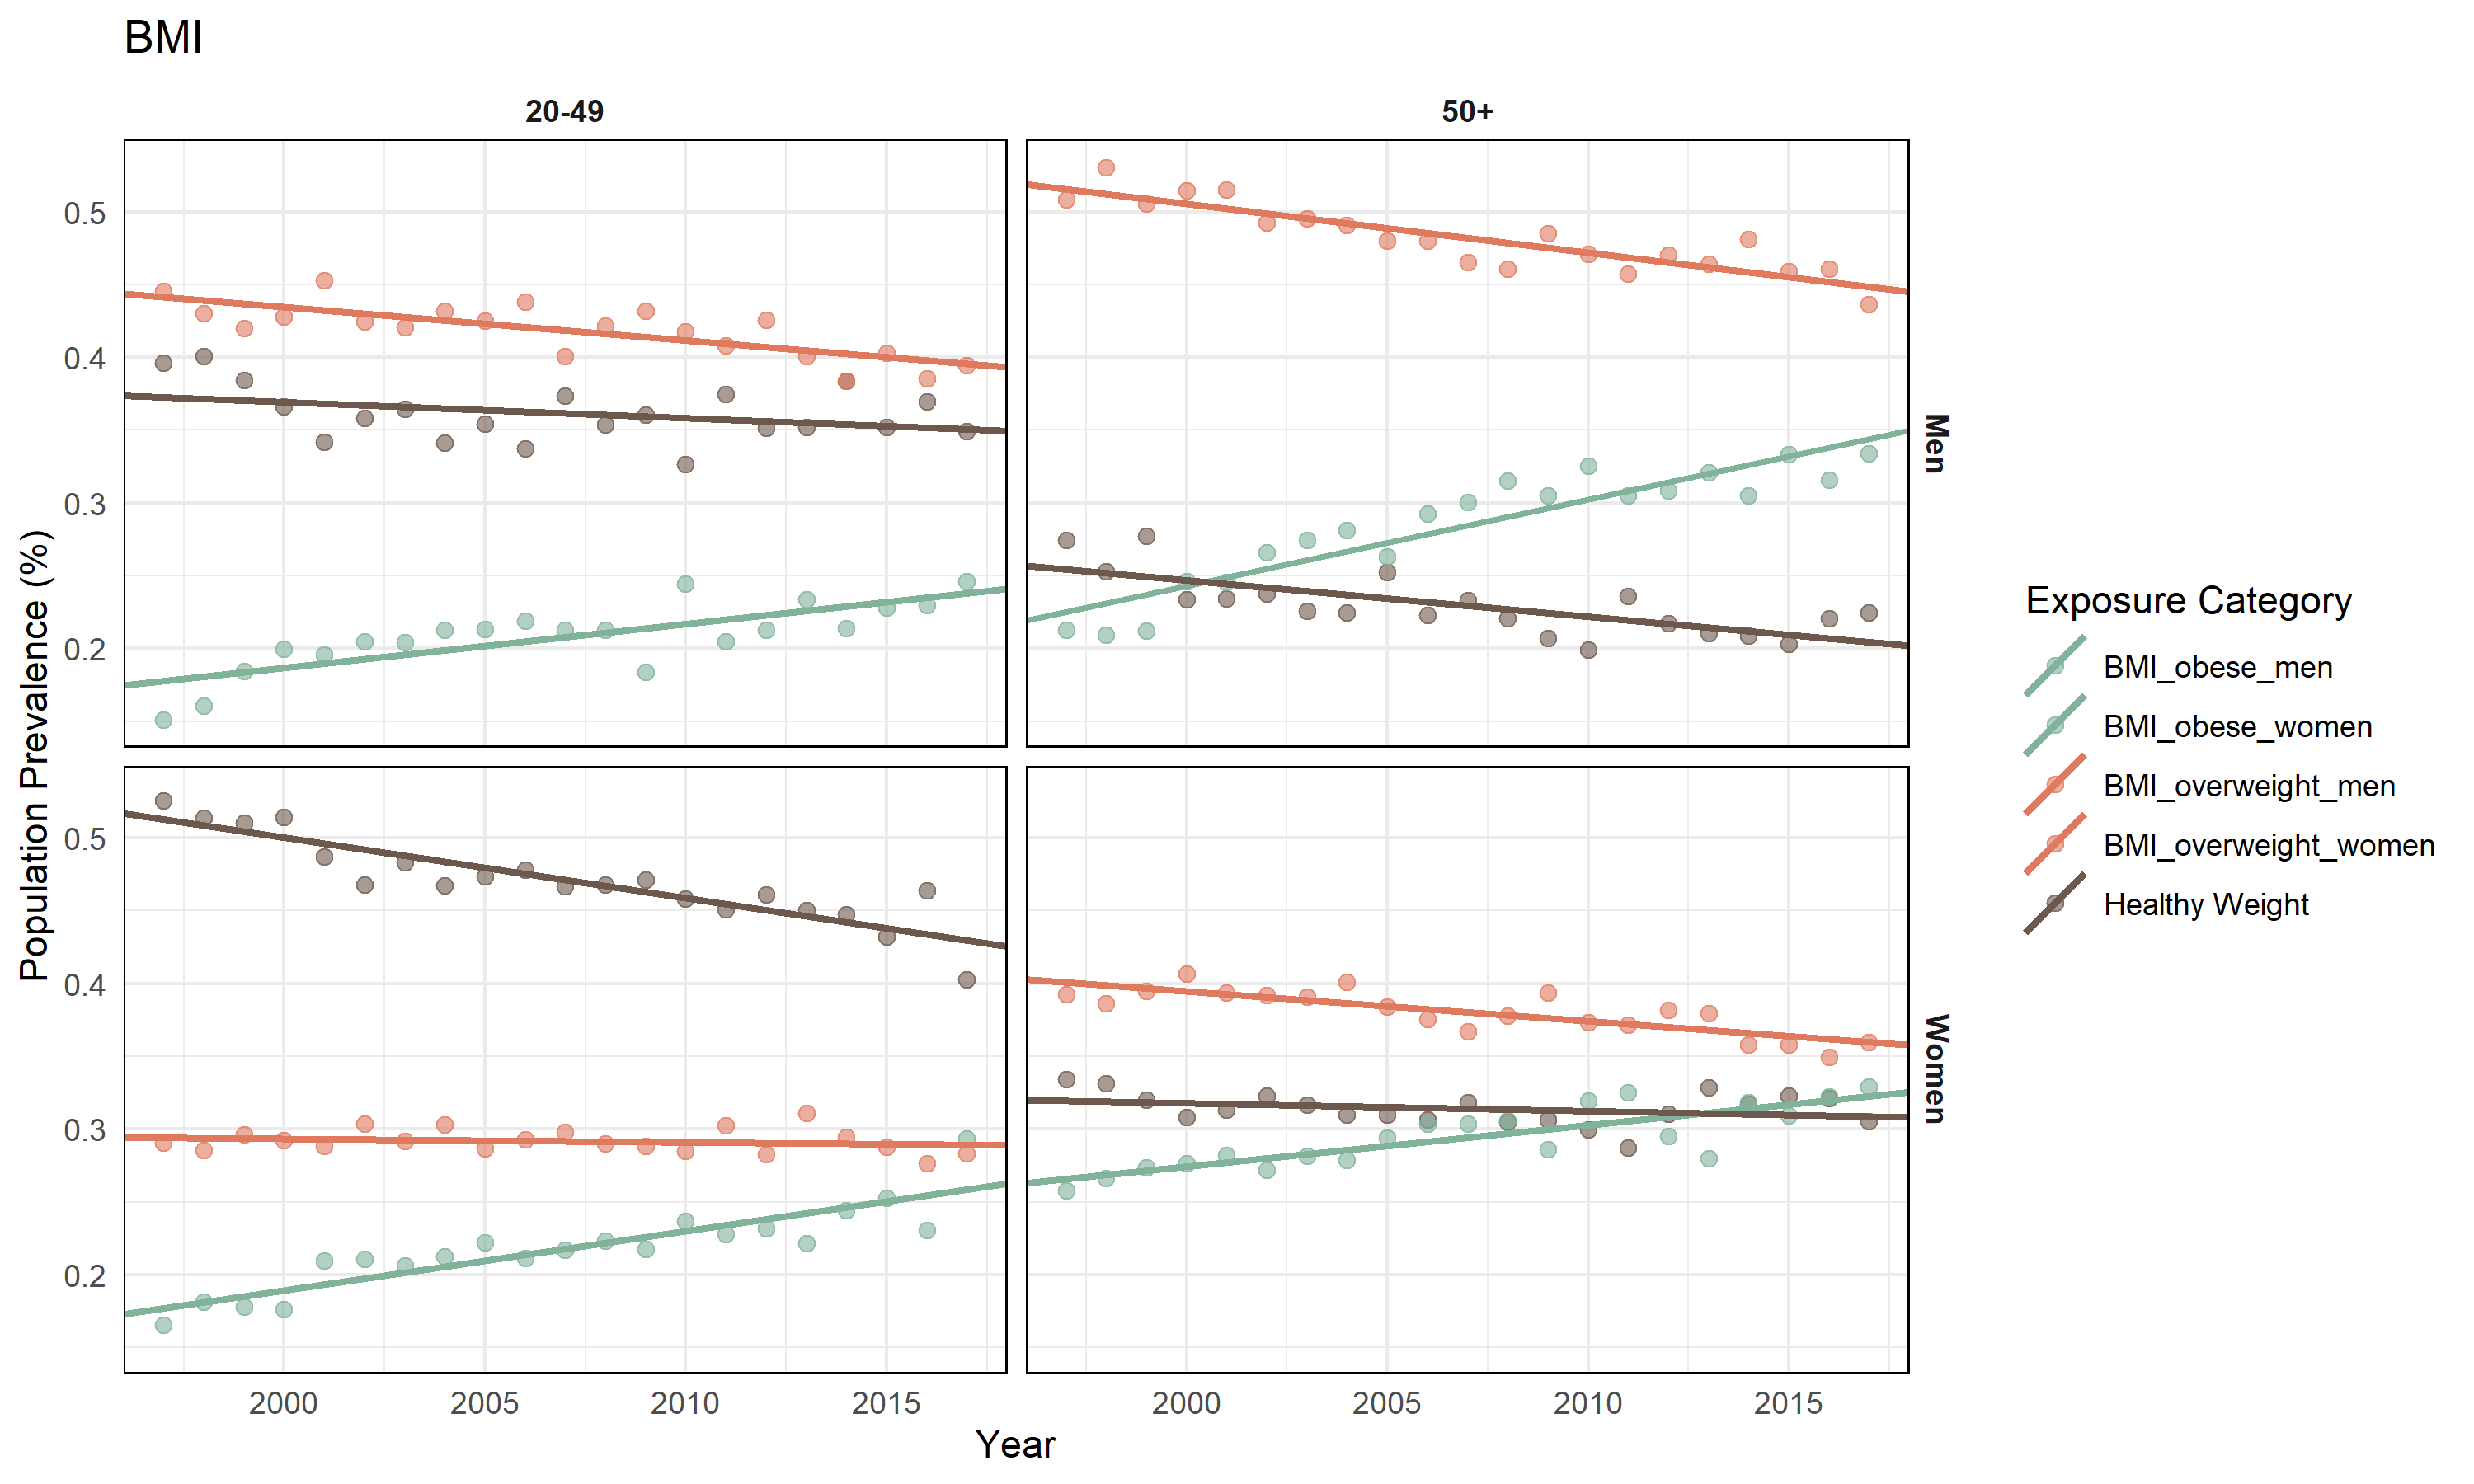 BMI
20-49
50+
0.5
0.4
0.3
0.2
Men
0.5
0.4
0.3
0.2
Women
Population Prevalence (%)
2000
2005
2010
2015
2000
2005
2010
2015
Year
Exposure Category
BMI_obese_men
BMI_obese_women
BMI_overweight_men
BMI_overweight_women
Healthy Weight